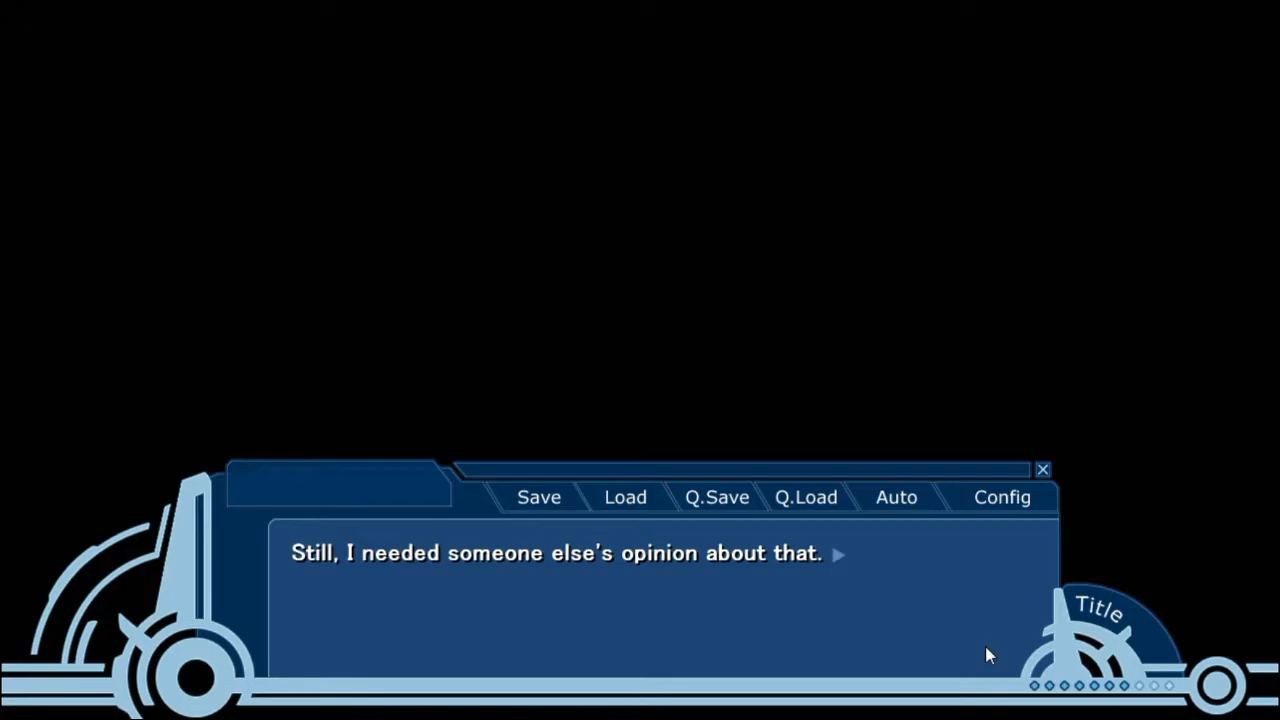 Save Load Q.Save Q.Load Auto Config
Still, I needed someone else's opinion about that.
Title